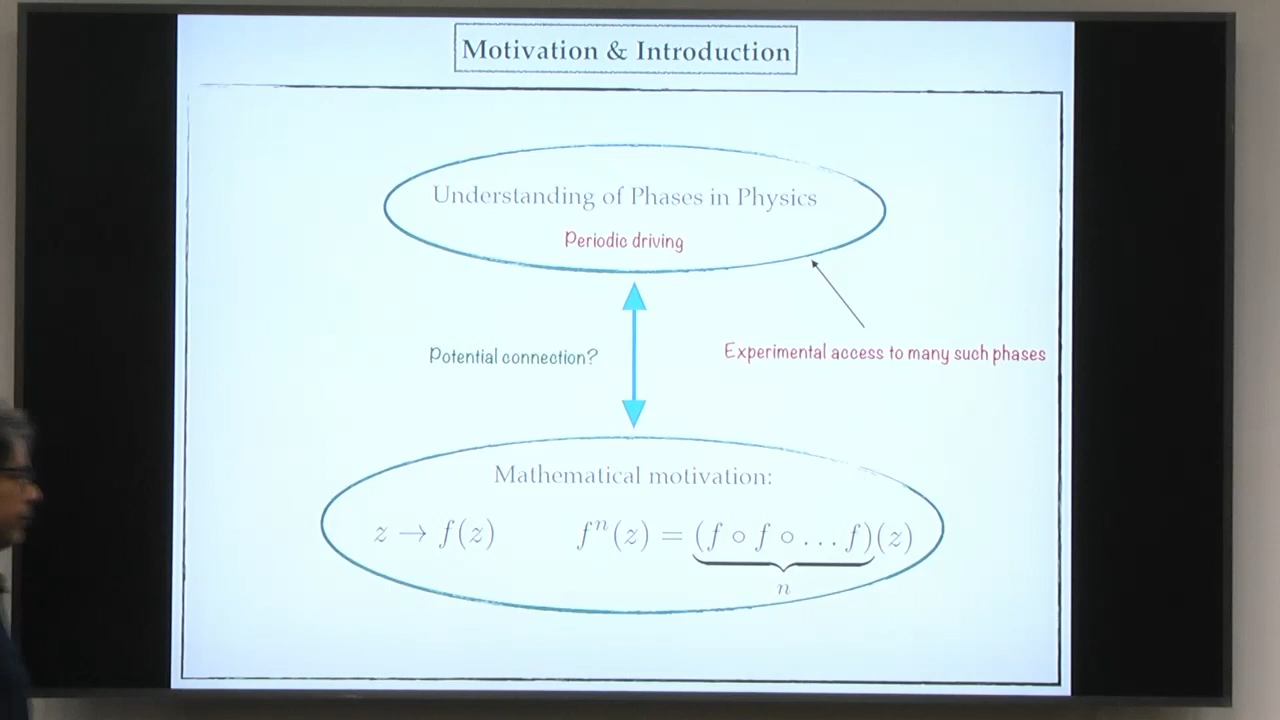 Motivation & Introduction
Understanding of Phases in Physics
Periodic driving
Potential connection?
Experimental access to many such phases
Mathematical motivation:
z → f(z)
fⁿ(z) = (f ∘ f ∘ … f)(z)
n